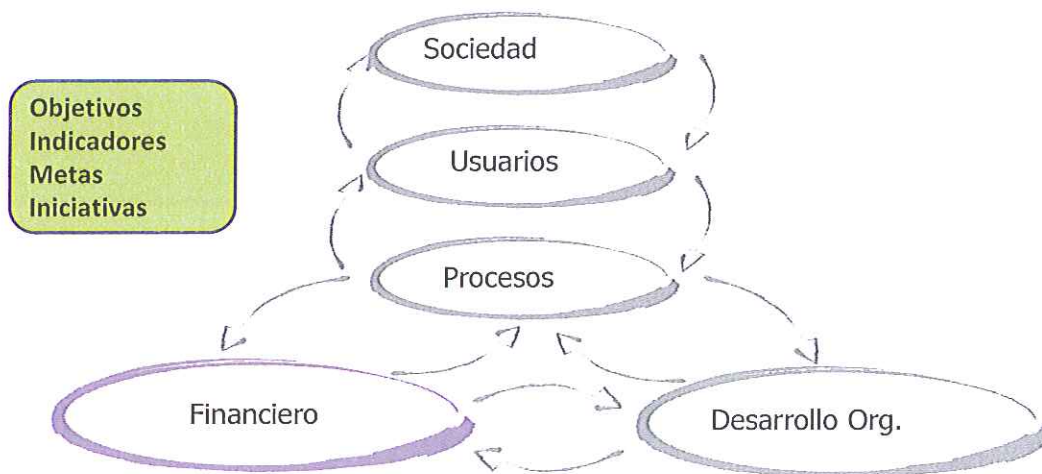 Sociedad
Objetivos
Indicadores
Metas
Iniciativas
Usuarios
Procesos
Financiero
Desarrollo Org.